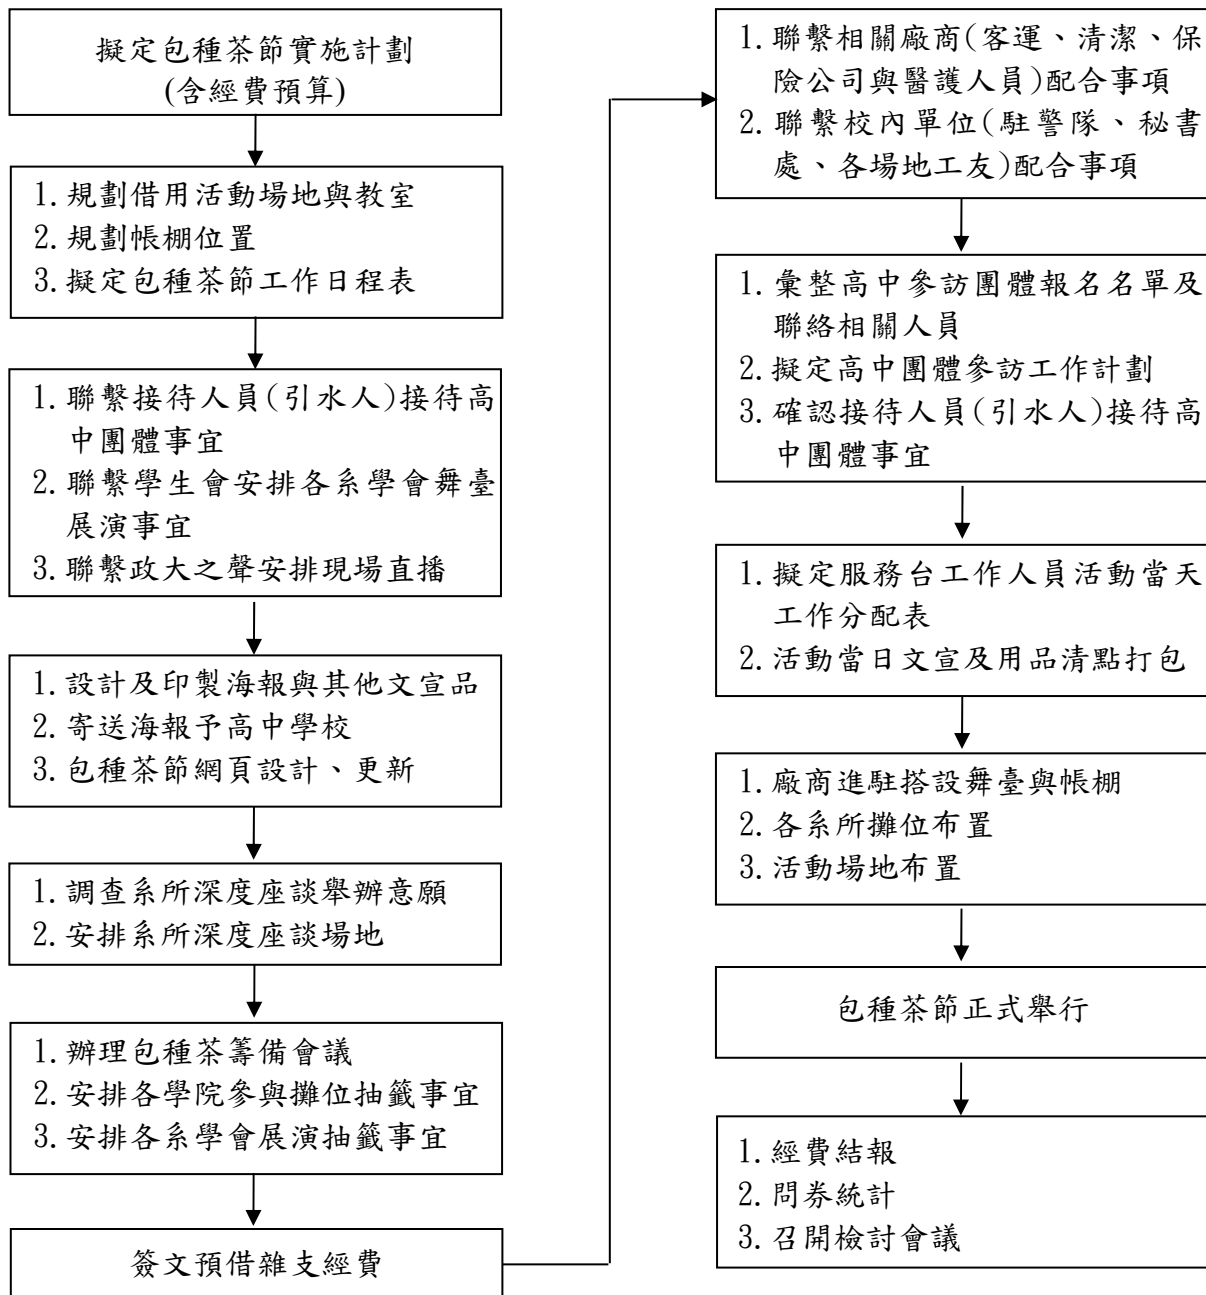 擬定包種茶節實施計劃
(含經費預算)
1.規劃借用活動場地與教室
2.規劃帳棚位置
3.擬定包種茶節工作日程表
1.聯繫接待人員(引水人)接待高
中團體事宜
2.聯繫學生會安排各系學會舞臺
展演事宜
3.聯繫政大之聲安排現場直播
1.設計及印製海報與其他文宣品
2.寄送海報予高中學校
3.包種茶節網頁設計、更新
1.調查系所深度座談舉辦意願
2.安排系所深度座談場地
1.辦理包種茶籌備會議
2.安排各學院參與攤位抽籤事宜
3.安排各系學會展演抽籤事宜
簽文預借雜支經費
1.聯繫相關廠商(客運、清潔、保
險公司與醫護人員)配合事項
2.聯繫校內單位(駐警隊、秘書
處、各場地工友)配合事項
1.彙整高中參訪團體報名名單及
聯絡相關人員
2.擬定高中團體參訪工作計劃
3.確認接待人員(引水人)接待高
中團體事宜
1.擬定服務台工作人員活動當天
工作分配表
2.活動當日文宣及用品清點打包
1.廠商進駐搭設舞臺與帳棚
2.各系所攤位布置
3.活動場地布置
包種茶節正式舉行
1.經費結報
2.問券統計
3.召開檢討會議